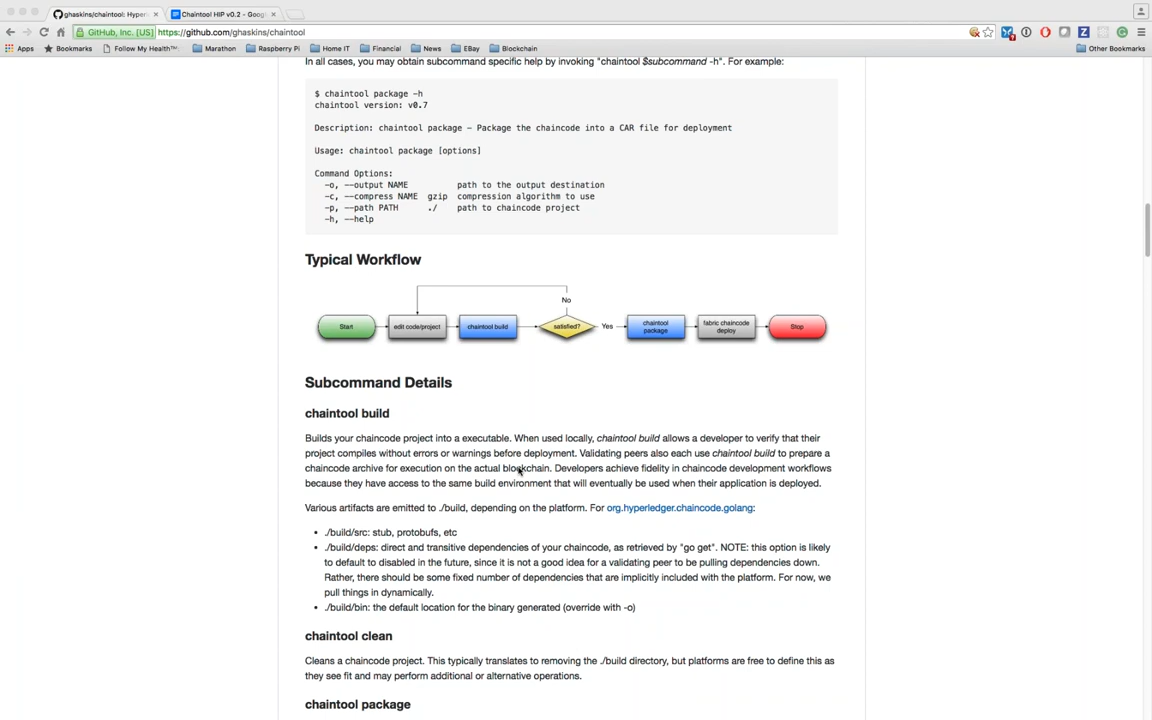 ghaskins/chaintool: Hyperl
Chaintool HIP v0.2 - Goog
GitHub, Inc. [US] https://github.com/ghaskins/chaintool
Apps Bookmarks Follow My Health™ Marathon Raspberry Pi Home IT Financial News EBay Blockchain Other Bookmarks
In all cases, you may obtain subcommand specific help by invoking "chaintool $subcommand -h". For example:
$ chaintool package -h
chaintool version: v0.7
Description: chaintool package - Package the chaincode into a CAR file for deployment
Usage: chaintool package [options]
Command Options:
-o, --output NAME path to the output destination
-c, --compress NAME gzip compression algorithm to use
-p, --path PATH ./ path to chaincode project
-h, --help
Typical Workflow
No
Start
edit code/project
chaintool build
satisfied?
Yes
chaintool
package
fabric chaincode
deploy
Stop
Subcommand Details
chaintool build
Builds your chaincode project into a executable. When used locally, chaintool build allows a developer to verify that their
project compiles without errors or warnings before deployment. Validating peers also each use chaintool build to prepare a
chaincode archive for execution on the actual blockchain. Developers achieve fidelity in chaincode development workflows
because they have access to the same build environment that will eventually be used when their application is deployed.
Various artifacts are emitted to ./build, depending on the platform. For org.hyperledger.chaincode.golang:
• ./build/src: stub, protobufs, etc
• ./build/deps: direct and transitive dependencies of your chaincode, as retrieved by "go get". NOTE: this option is likely
to default to disabled in the future, since it is not a good idea for a validating peer to be pulling dependencies down.
Rather, there should be some fixed number of dependencies that are implicitly included with the platform. For now, we
pull things in dynamically.
• ./build/bin: the default location for the binary generated (override with -o)
chaintool clean
Cleans a chaincode project. This typically translates to removing the ./build directory, but platforms are free to define this as
they see fit and may perform additional or alternative operations.
chaintool package